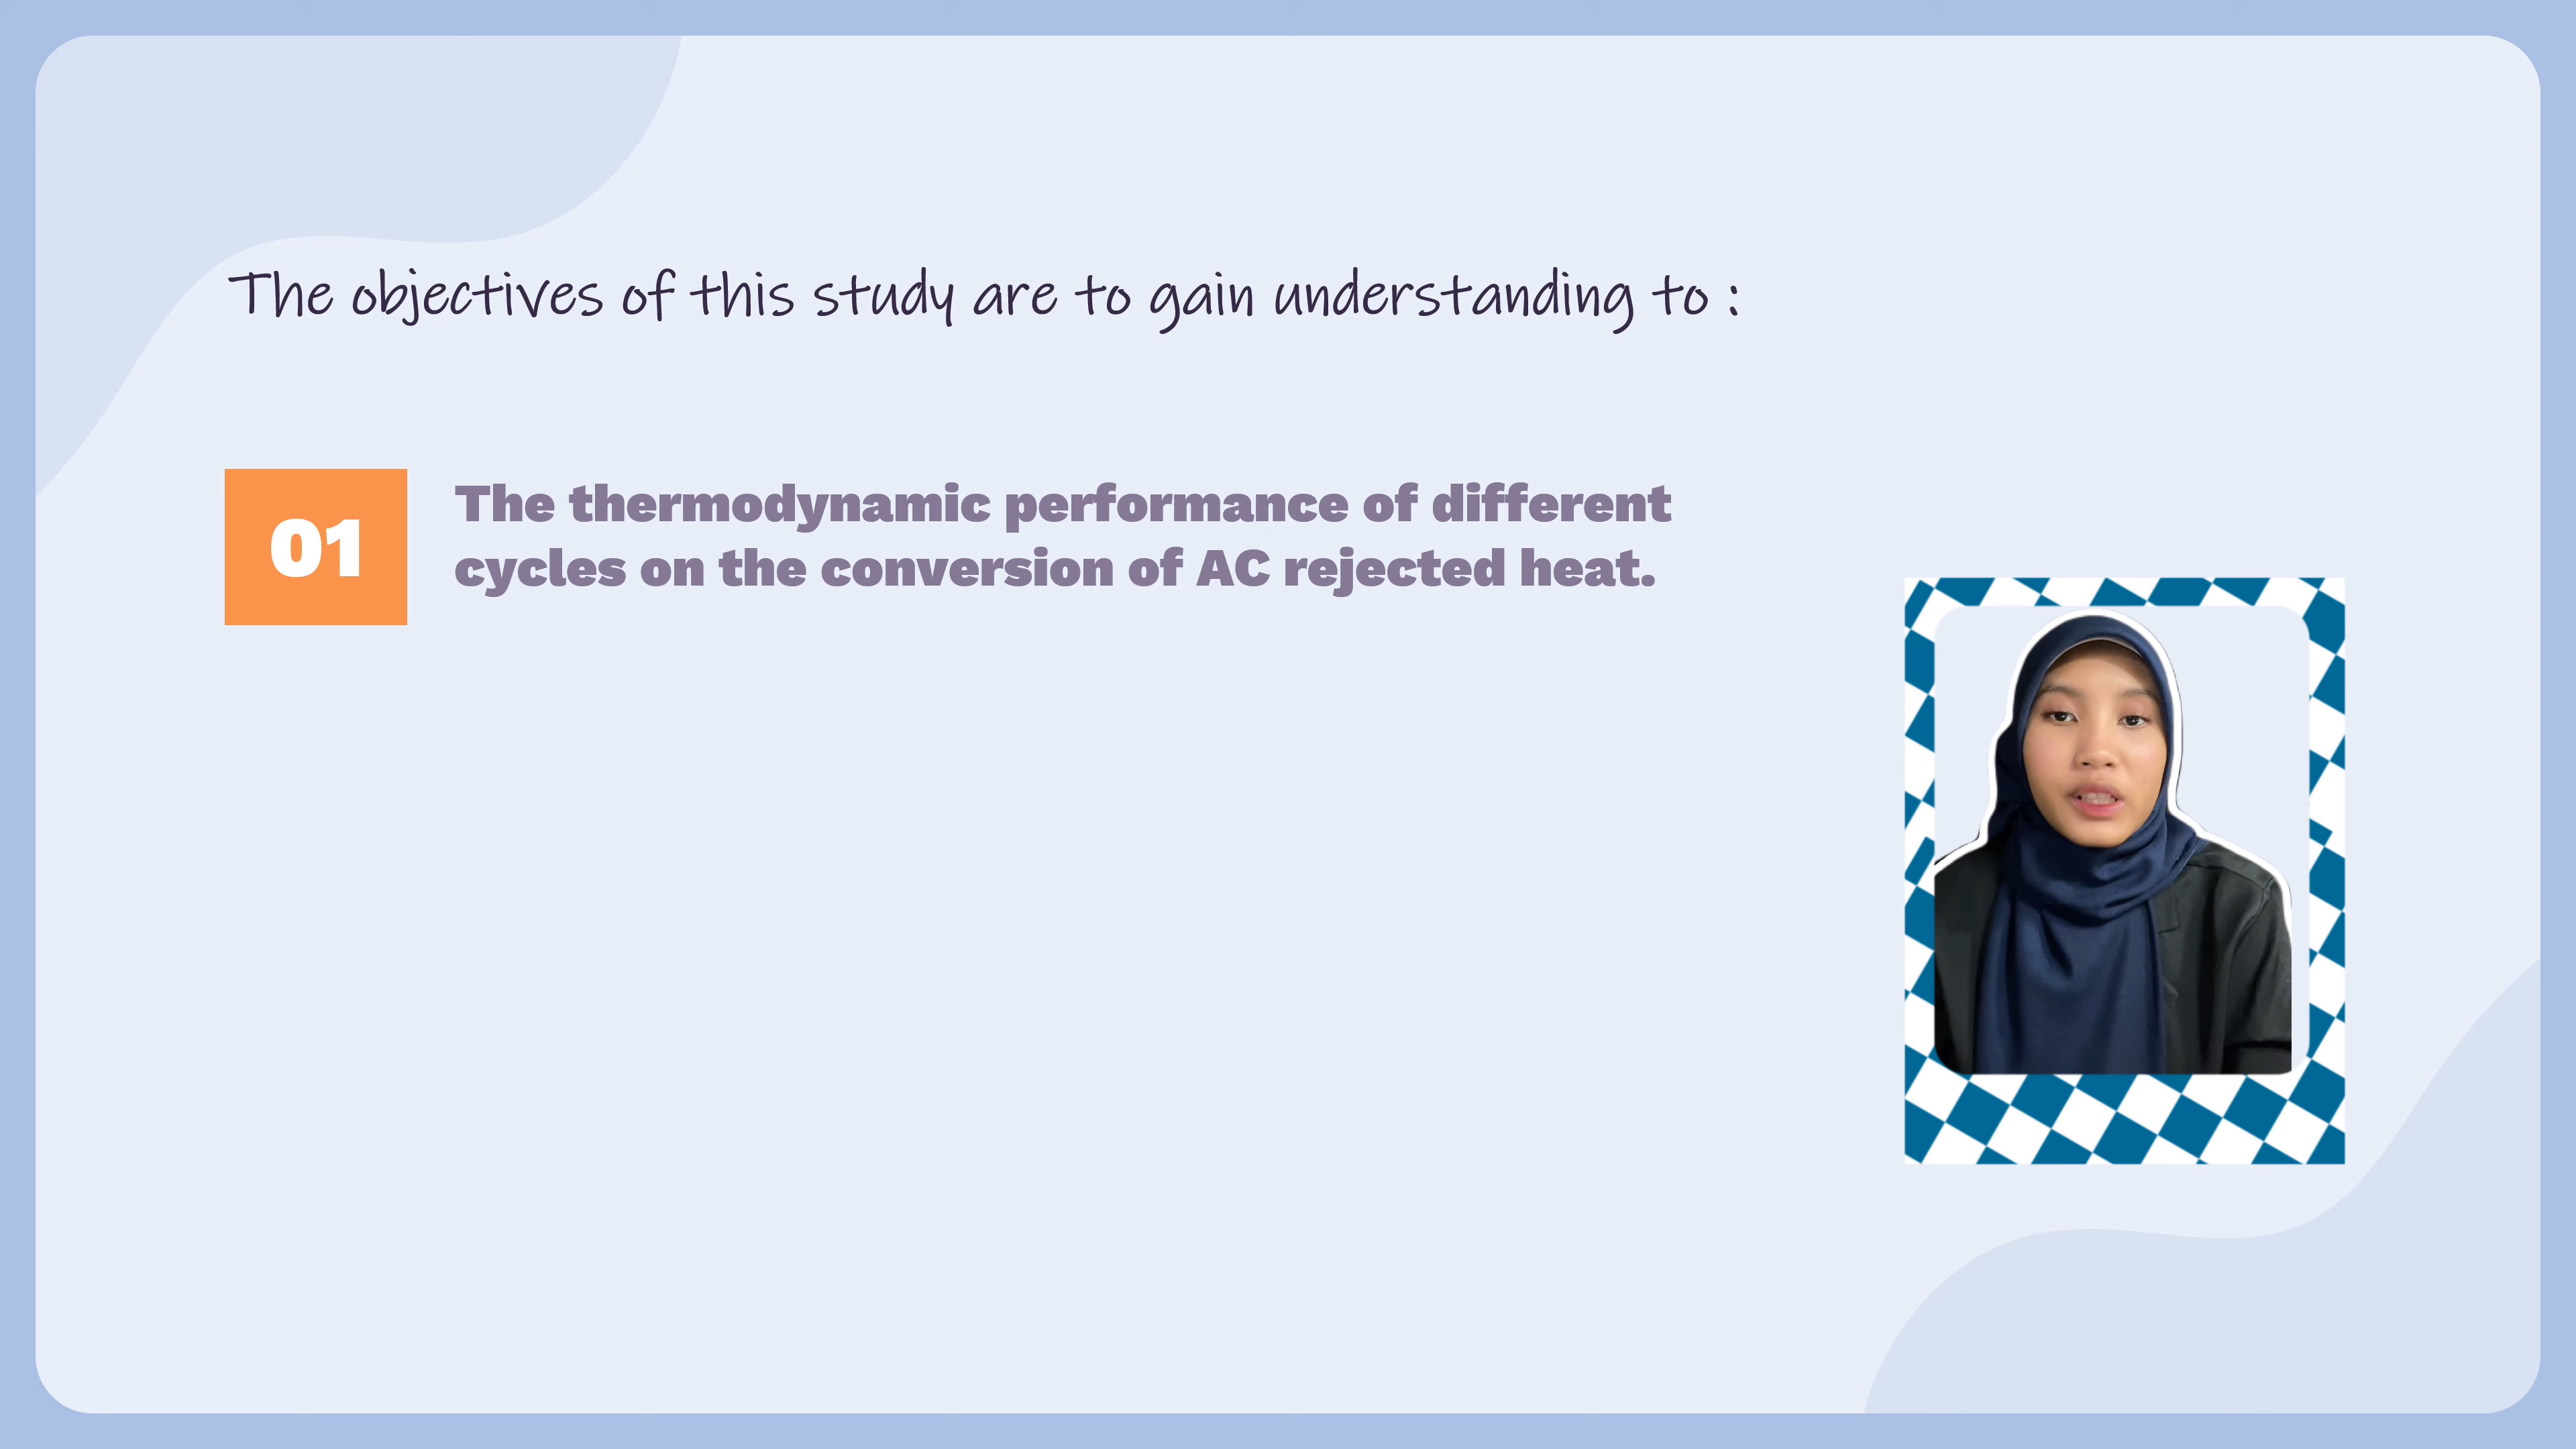 The objectives of this study are to gain understanding to :
01
The thermodynamic performance of different
cycles on the conversion of AC rejected heat.